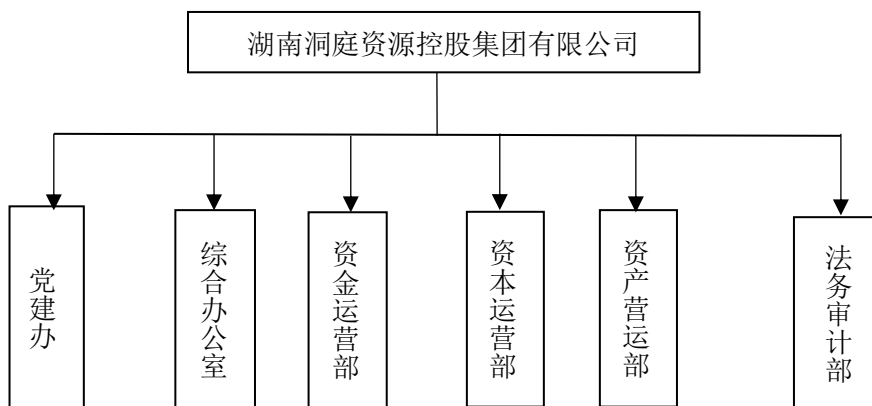 湖南洞庭资源控股集团有限公司
党建办
综合办公室
资金运营部
资本运营部
资产营运部
法务审计部